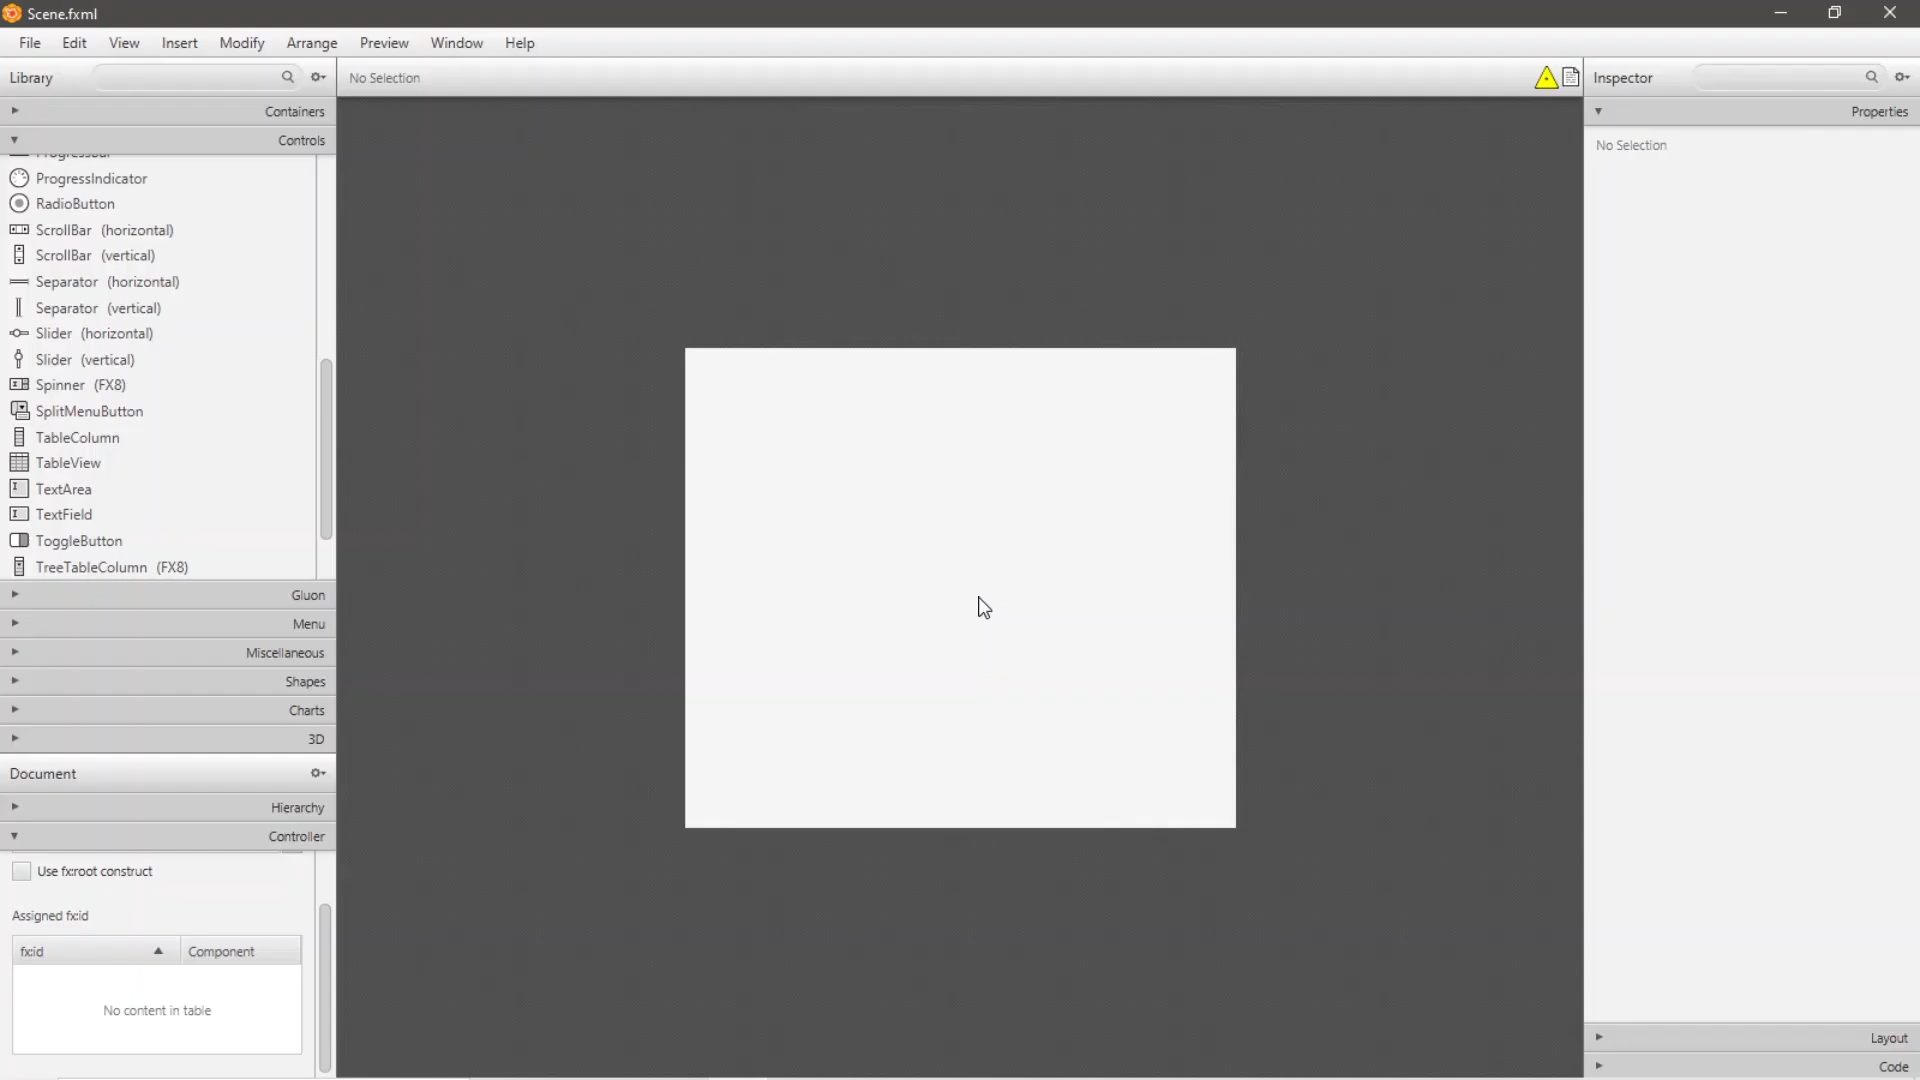 Scene.fxml
File Edit View Insert Modify Arrange Preview Window Help
Library
No Selection
Inspector
Containers
Properties
Controls
No Selection
ProgressBar
ProgressIndicator
RadioButton
ScrollBar (horizontal)
ScrollBar (vertical)
Separator (horizontal)
Separator (vertical)
Slider (horizontal)
Slider (vertical)
Spinner (FX8)
SplitMenuButton
TableColumn
TableView
TextArea
TextField
ToggleButton
TreeTableColumn (FX8)
Gluon
Menu
Miscellaneous
Shapes
Charts
3D
Document
Hierarchy
Controller
Use fx:root construct
Assigned fx:id
fx:id Component
No content in table
Layout
Code